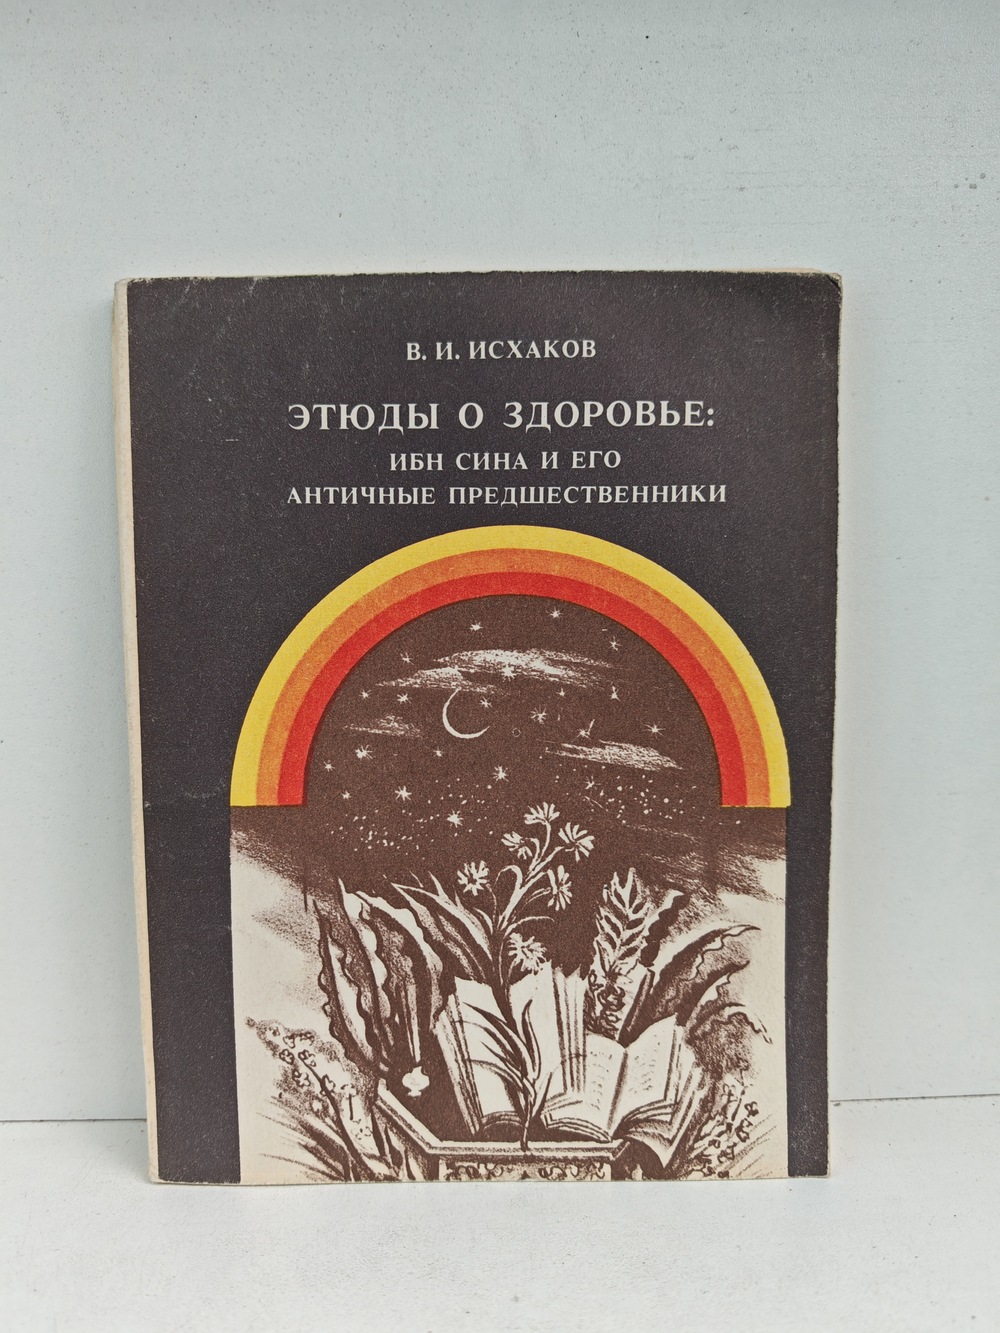 В. И. ИСХАКОВ
ЭТЮДЫ О ЗДОРОВЬЕ:
ИБН СИНА И ЕГО
АНТИЧНЫЕ ПРЕДШЕСТВЕННИКИ